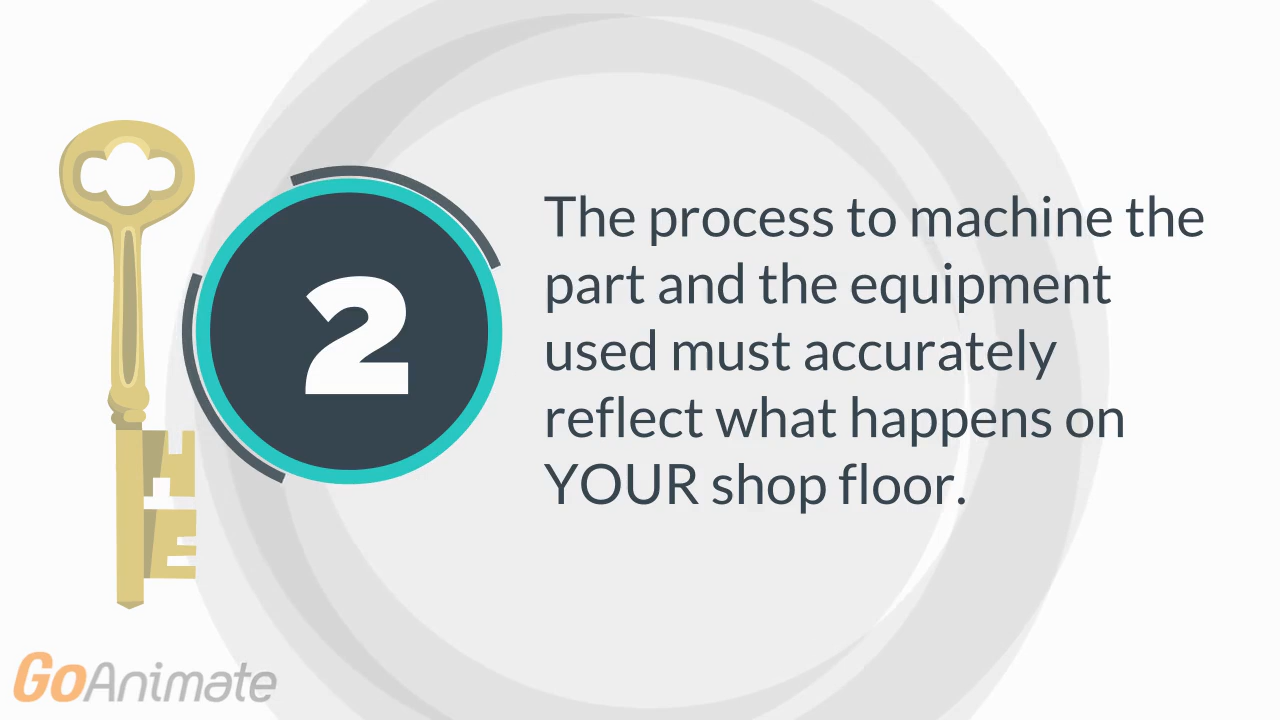 2
The process to machine the
part and the equipment
used must accurately
reflect what happens on
YOUR shop floor.
GoAnimate